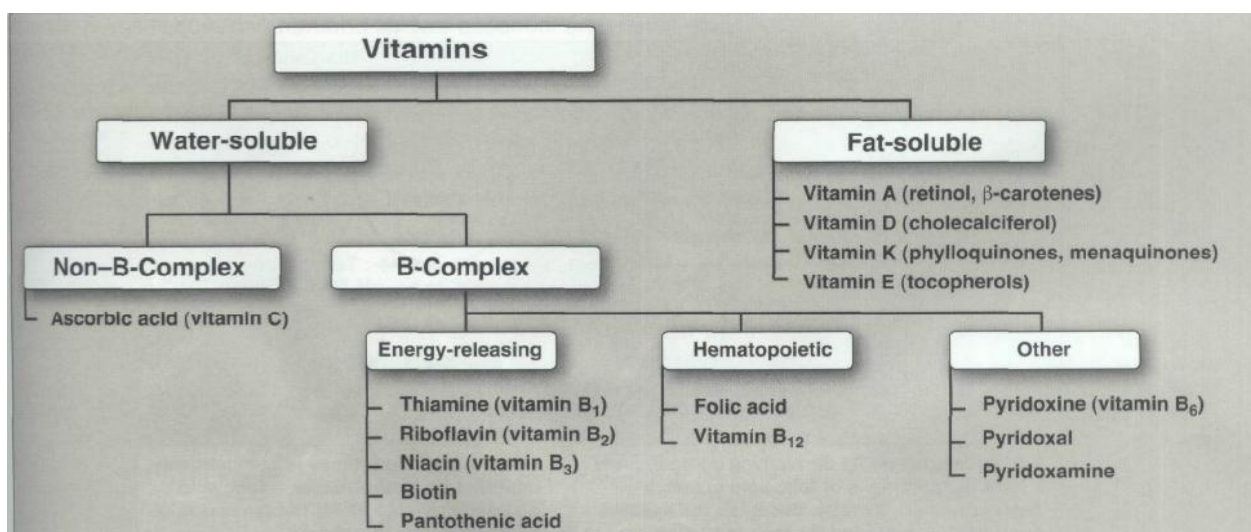 Vitamins
Water-soluble
Fat-soluble
Vitamin A (retinol, β-carotenes)
Vitamin D (cholecalciferol)
Vitamin K (phylloquinones, menaquinones)
Vitamin E (tocopherols)
Non–B-Complex
B-Complex
Ascorbic acid (vitamin C)
Energy-releasing
Hematopoietic
Other
Thiamine (vitamin B₁)
Riboflavin (vitamin B₂)
Niacin (vitamin B₃)
Biotin
Pantothenic acid
Folic acid
Vitamin B₁₂
Pyridoxine (vitamin B₆)
Pyridoxal
Pyridoxamine